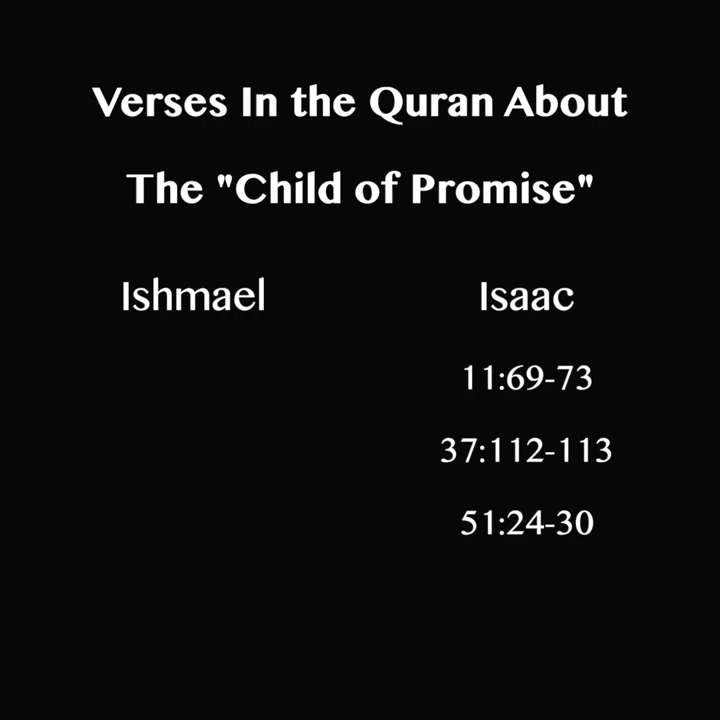 Verses In the Quran About
The "Child of Promise"
Ishmael Isaac
11:69-73
37:112-113
51:24-30